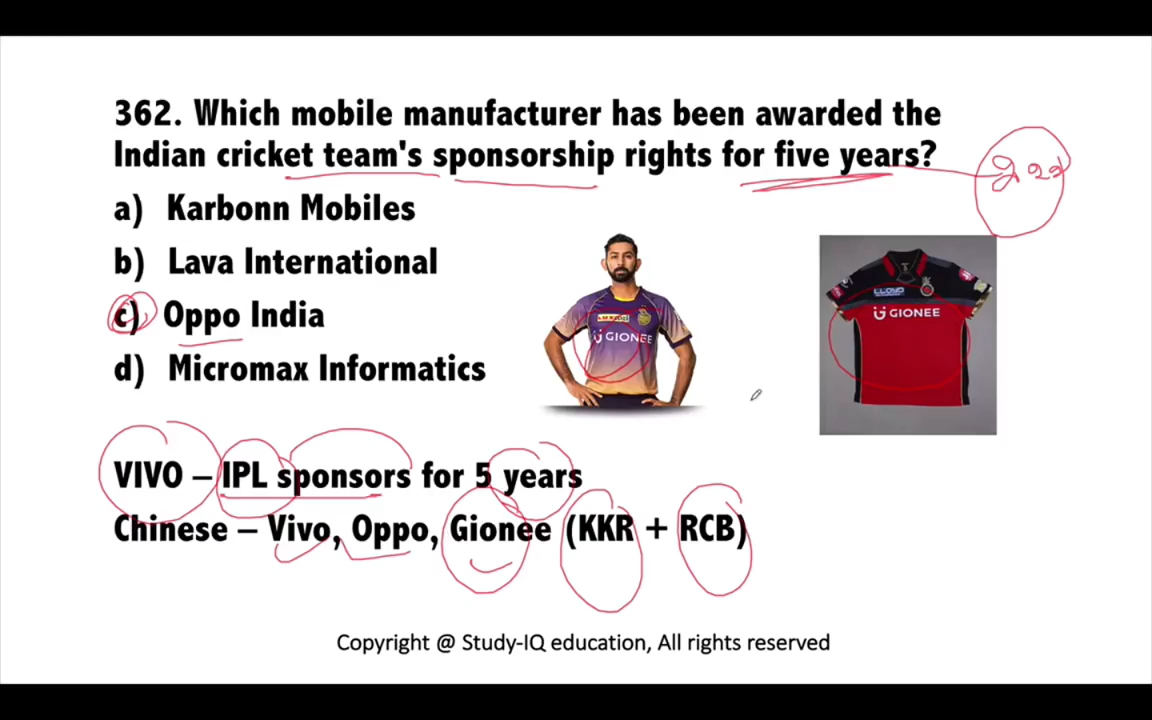 362. Which mobile manufacturer has been awarded the
Indian cricket team's sponsorship rights for five years?
a) Karbonn Mobiles
b) Lava International
c) Oppo India
d) Micromax Informatics
GIONEE
LLOYD
GIONEE
VIVO – IPL sponsors for 5 years
Chinese – Vivo, Oppo, Gionee (KKR + RCB)
Copyright @ Study-IQ education, All rights reserved